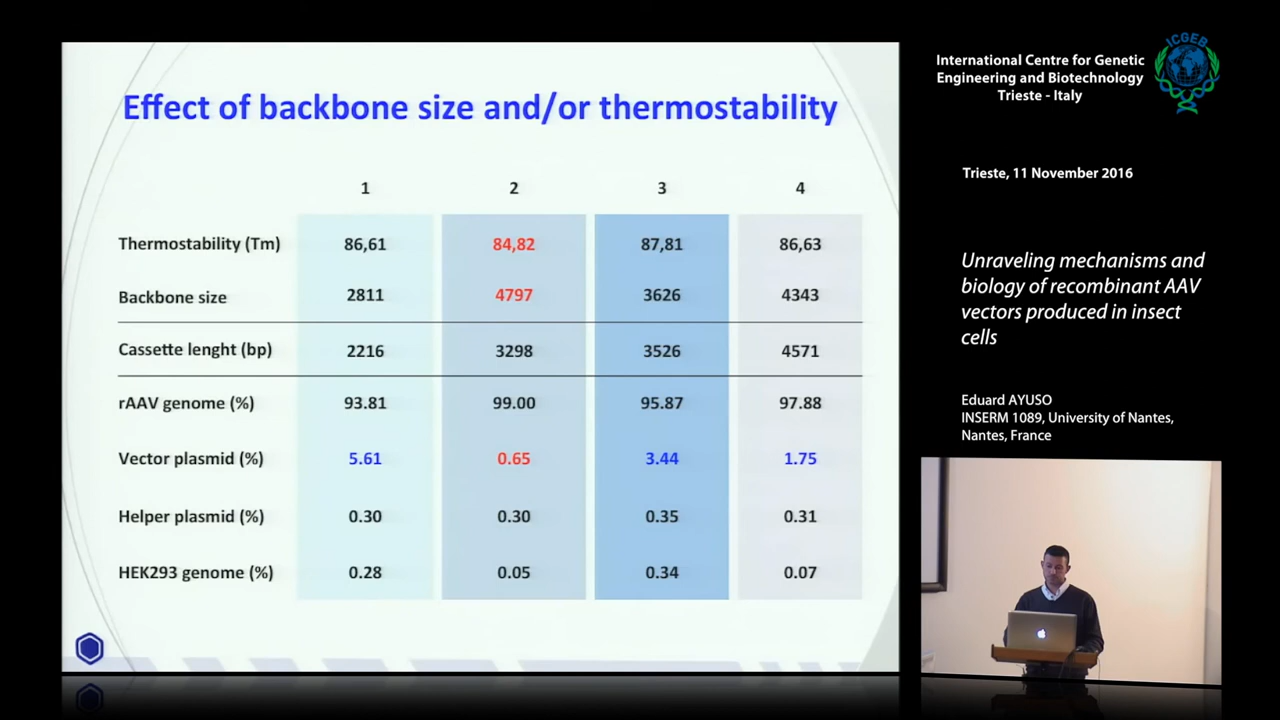 Effect of backbone size and/or thermostability
1 2 3 4
Thermostability (Tm) 86,61 84,82 87,81 86,63
Backbone size 2811 4797 3626 4343
Cassette lenght (bp) 2216 3298 3526 4571
rAAV genome (%) 93.81 99.00 95.87 97.88
Vector plasmid (%) 5.61 0.65 3.44 1.75
Helper plasmid (%) 0.30 0.30 0.35 0.31
HEK293 genome (%) 0.28 0.05 0.34 0.07
International Centre for Genetic
Engineering and Biotechnology
Trieste - Italy
ICGEB
Trieste, 11 November 2016
Unraveling mechanisms and
biology of recombinant AAV
vectors produced in insect
cells
Eduard AYUSO
INSERM 1089, University of Nantes,
Nantes, France